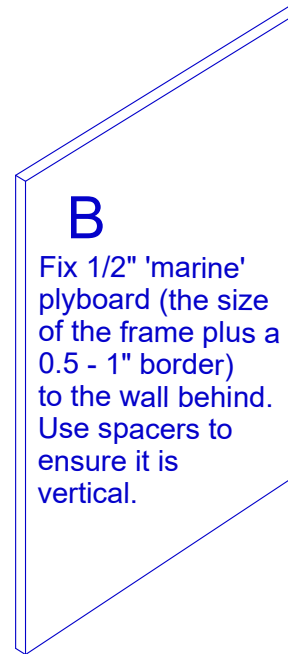 B
Fix 1/2" 'marine'
plyboard (the size
of the frame plus a
0.5 - 1" border)
to the wall behind.
Use spacers to
ensure it is
vertical.